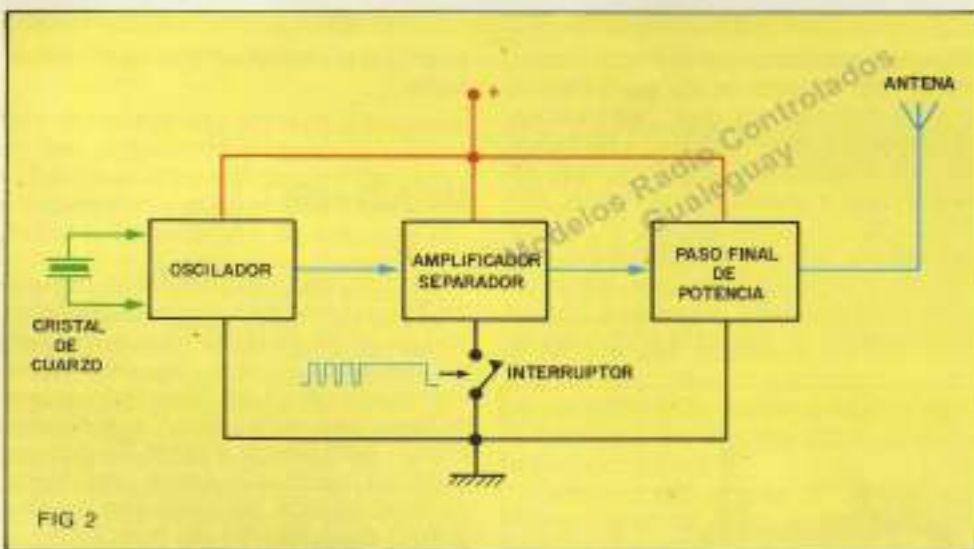 +
ANTENA
Modelos Radio Controlados
Gualeguay
OSCILADOR
AMPLIFICADOR
SEPARADOR
PASO FINAL
DE
POTENCIA
CRISTAL
DE
CUARZO
INTERRUPTOR
FIG 2